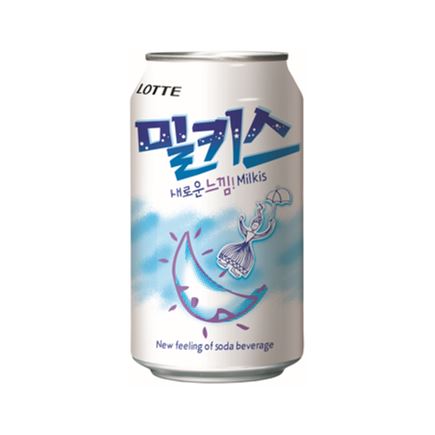 LOTTE
밀키스
새로운 느낌! Milkis
New feeling of soda beverage